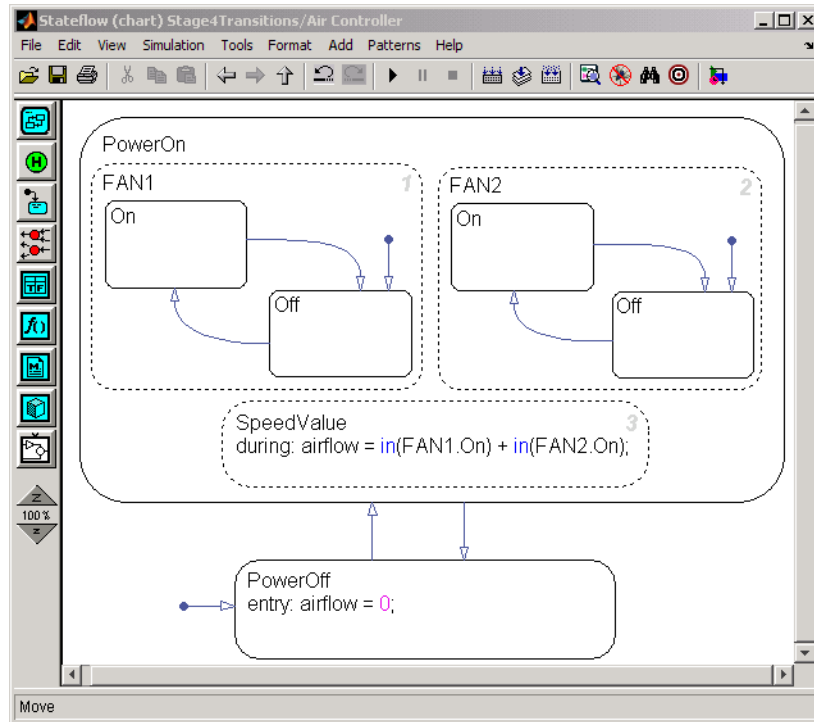 Stateflow (chart) Stage4Transitions/Air Controller
File Edit View Simulation Tools Format Add Patterns Help
PowerOn
FAN1
1
On
Off
FAN2
2
On
Off
SpeedValue
3
during: airflow = in(FAN1.On) + in(FAN2.On);
PowerOff
entry: airflow = 0;
H
TF
f()
M
Z
100 %
z
Move